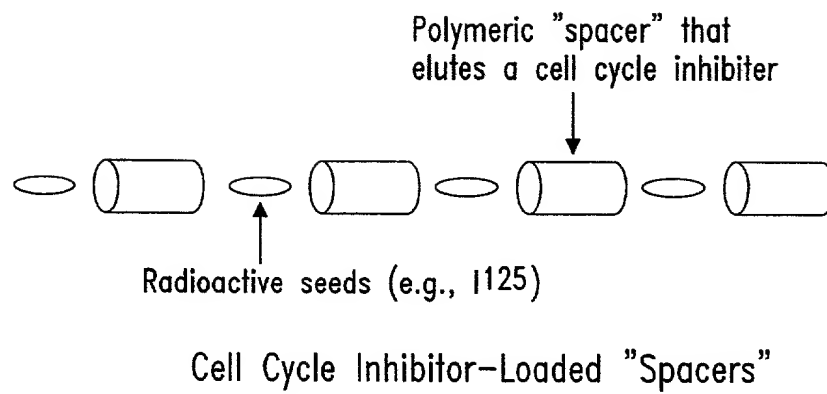 Polymeric "spacer" that
elutes a cell cycle inhibiter
Radioactive seeds (e.g., I125)
Cell Cycle Inhibitor-Loaded "Spacers"